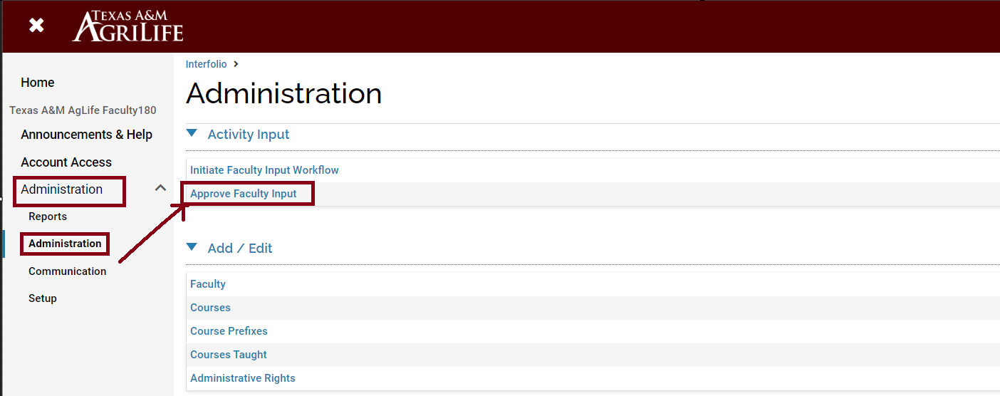 TEXAS A&M
AGRILIFE
Home
Texas A&M AgLife Faculty180
Announcements & Help
Account Access
Administration
Reports
Administration
Communication
Setup
Interfolio
Administration
Activity Input
Initiate Faculty Input Workflow
Approve Faculty Input
Add / Edit
Faculty
Courses
Course Prefixes
Courses Taught
Administrative Rights